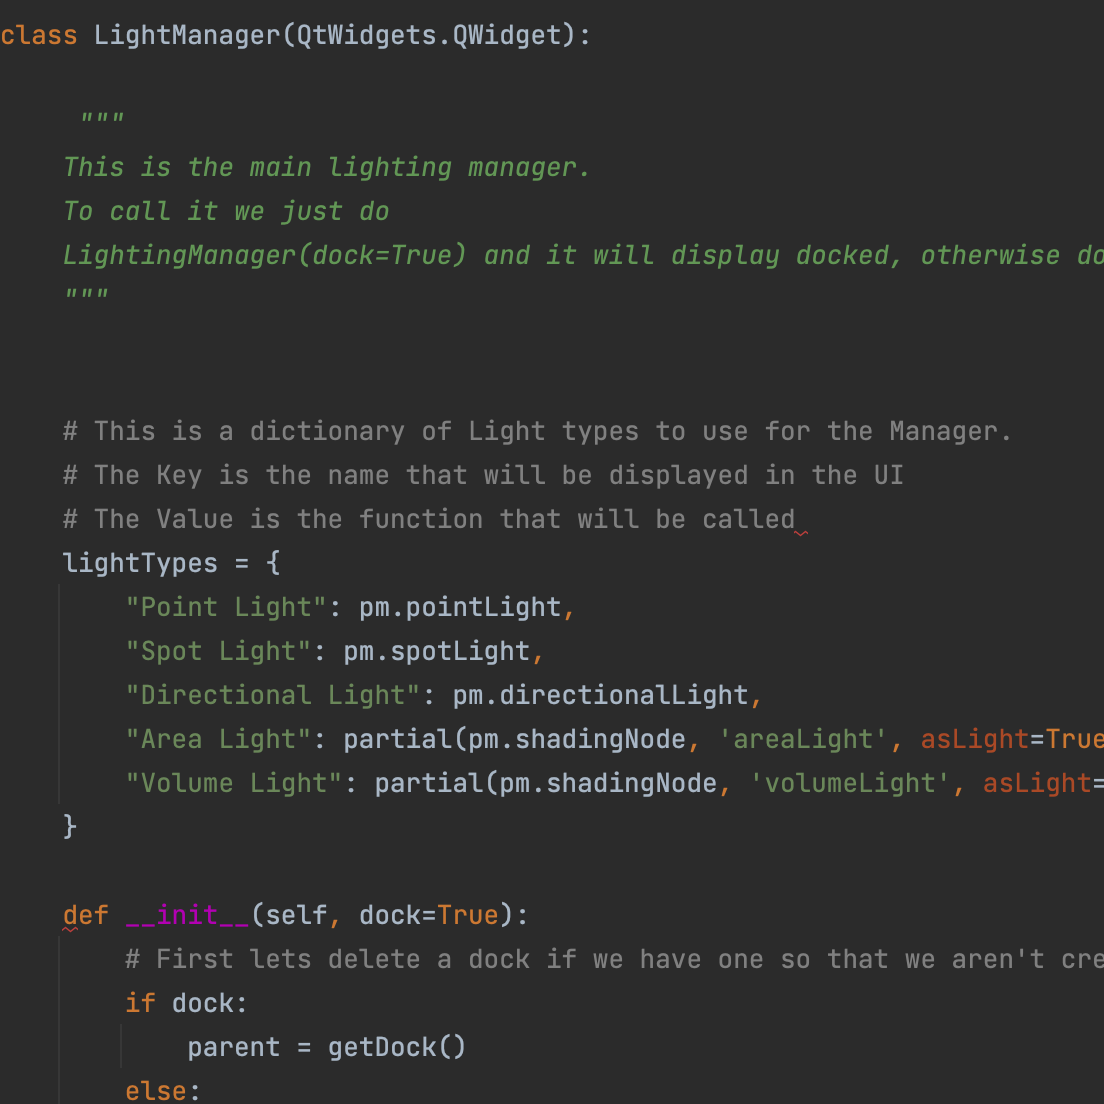 class LightManager(QtWidgets.QWidget):
"""
This is the main lighting manager.
To call it we just do
LightingManager(dock=True) and it will display docked, otherwise do
"""
# This is a dictionary of Light types to use for the Manager.
# The Key is the name that will be displayed in the UI
# The Value is the function that will be called
lightTypes = {
"Point Light": pm.pointLight,
"Spot Light": pm.spotLight,
"Directional Light": pm.directionalLight,
"Area Light": partial(pm.shadingNode, 'areaLight', asLight=True
"Volume Light": partial(pm.shadingNode, 'volumeLight', asLight=
}
def __init__(self, dock=True):
# First lets delete a dock if we have one so that we aren't cre
if dock:
parent = getDock()
else: